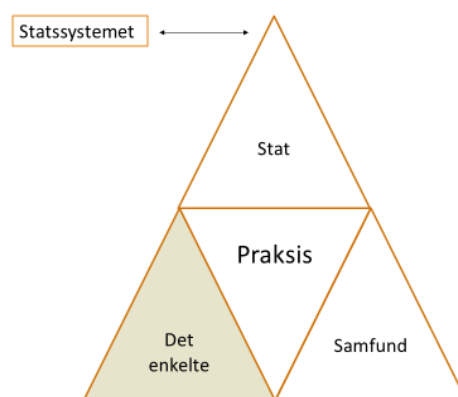 Statssystemet
Stat
Praksis
Det
enkelte
Samfund